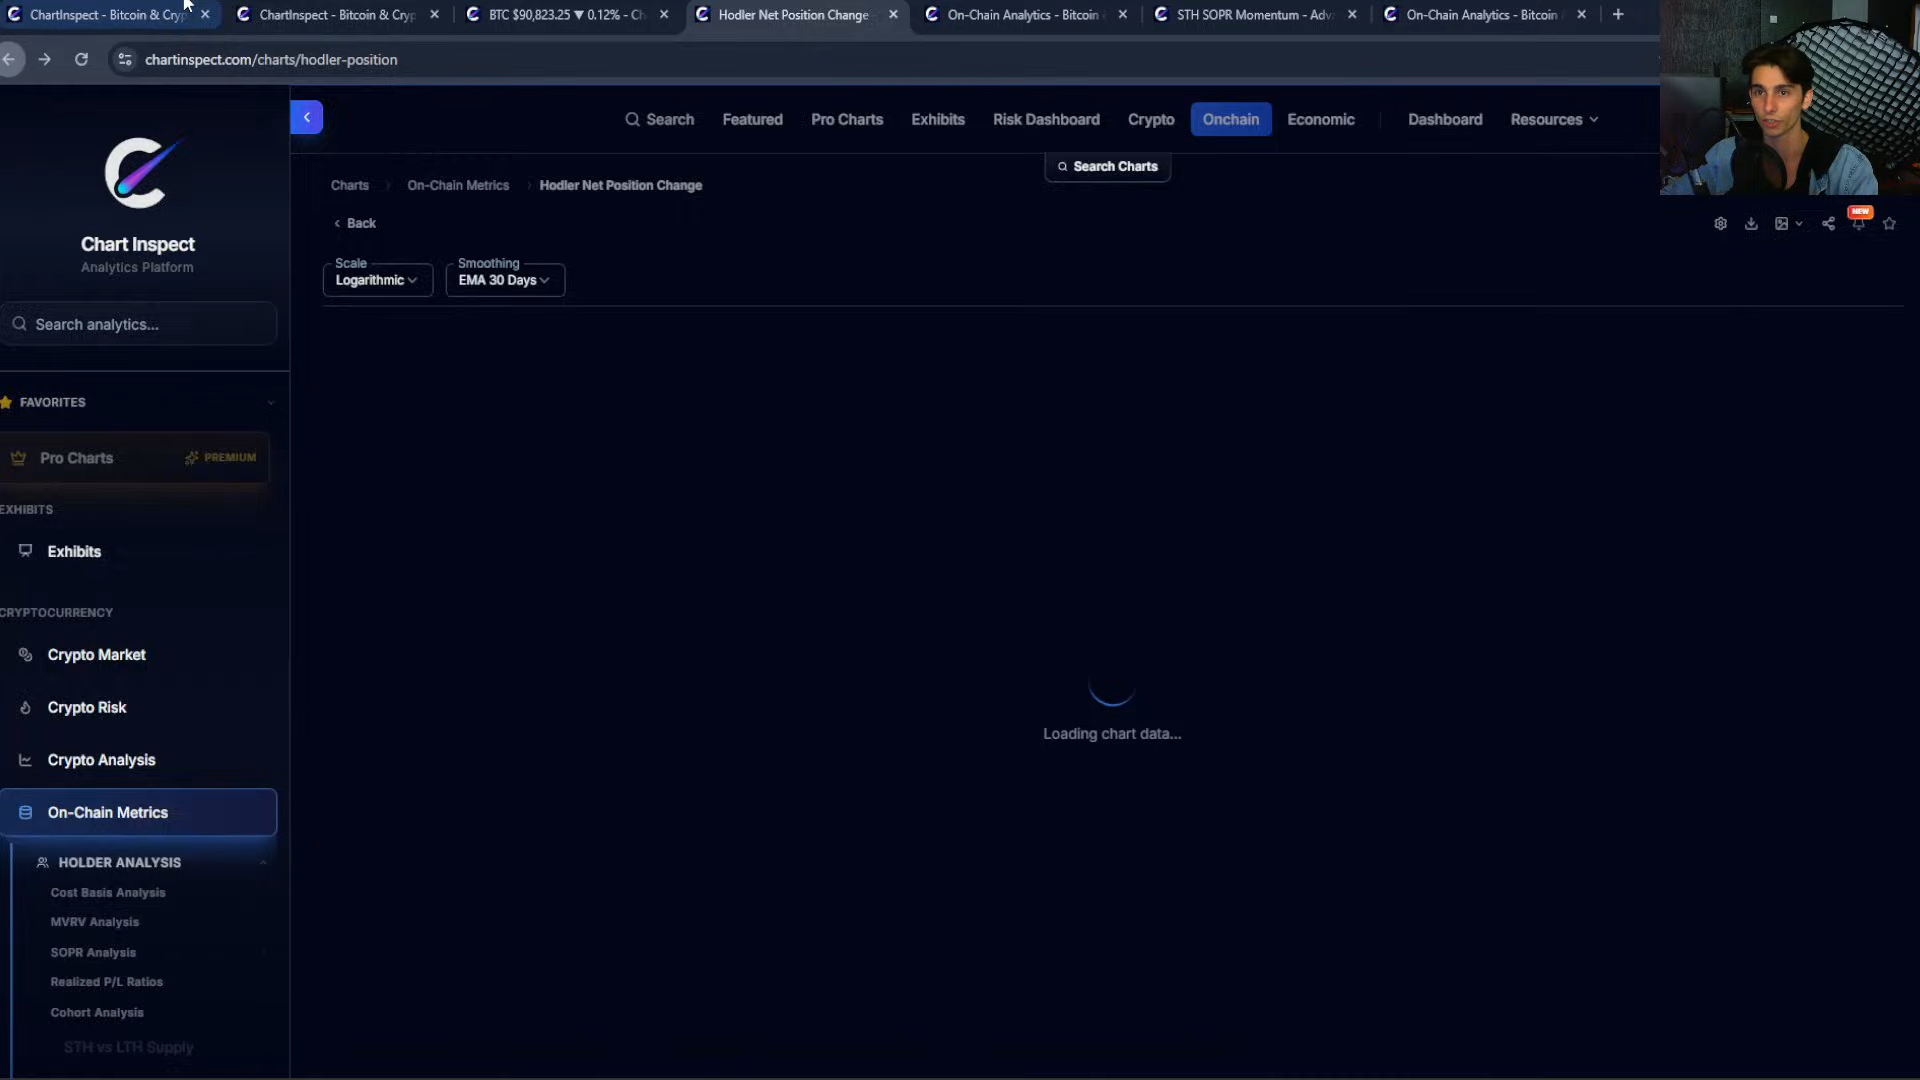 ChartInspect - Bitcoin & Cryp
ChartInspect - Bitcoin & Cryp
BTC $90,823.25 ▼ 0.12% - Ch
Hodler Net Position Change
On-Chain Analytics - Bitcoin
STH SOPR Momentum - Adv
On-Chain Analytics - Bitcoin
chartinspect.com/charts/hodler-position
Search
Featured
Pro Charts
Exhibits
Risk Dashboard
Crypto
Onchain
Economic
Dashboard
Resources
Search Charts
Charts
On-Chain Metrics
Hodler Net Position Change
Back
NEW
Scale
Logarithmic
Smoothing
EMA 30 Days
Chart Inspect
Analytics Platform
Search analytics...
FAVORITES
Pro Charts
PREMIUM
EXHIBITS
Exhibits
CRYPTOCURRENCY
Crypto Market
Crypto Risk
Crypto Analysis
On-Chain Metrics
HOLDER ANALYSIS
Cost Basis Analysis
MVRV Analysis
SOPR Analysis
Realized P/L Ratios
Cohort Analysis
STH vs LTH Supply
Loading chart data...